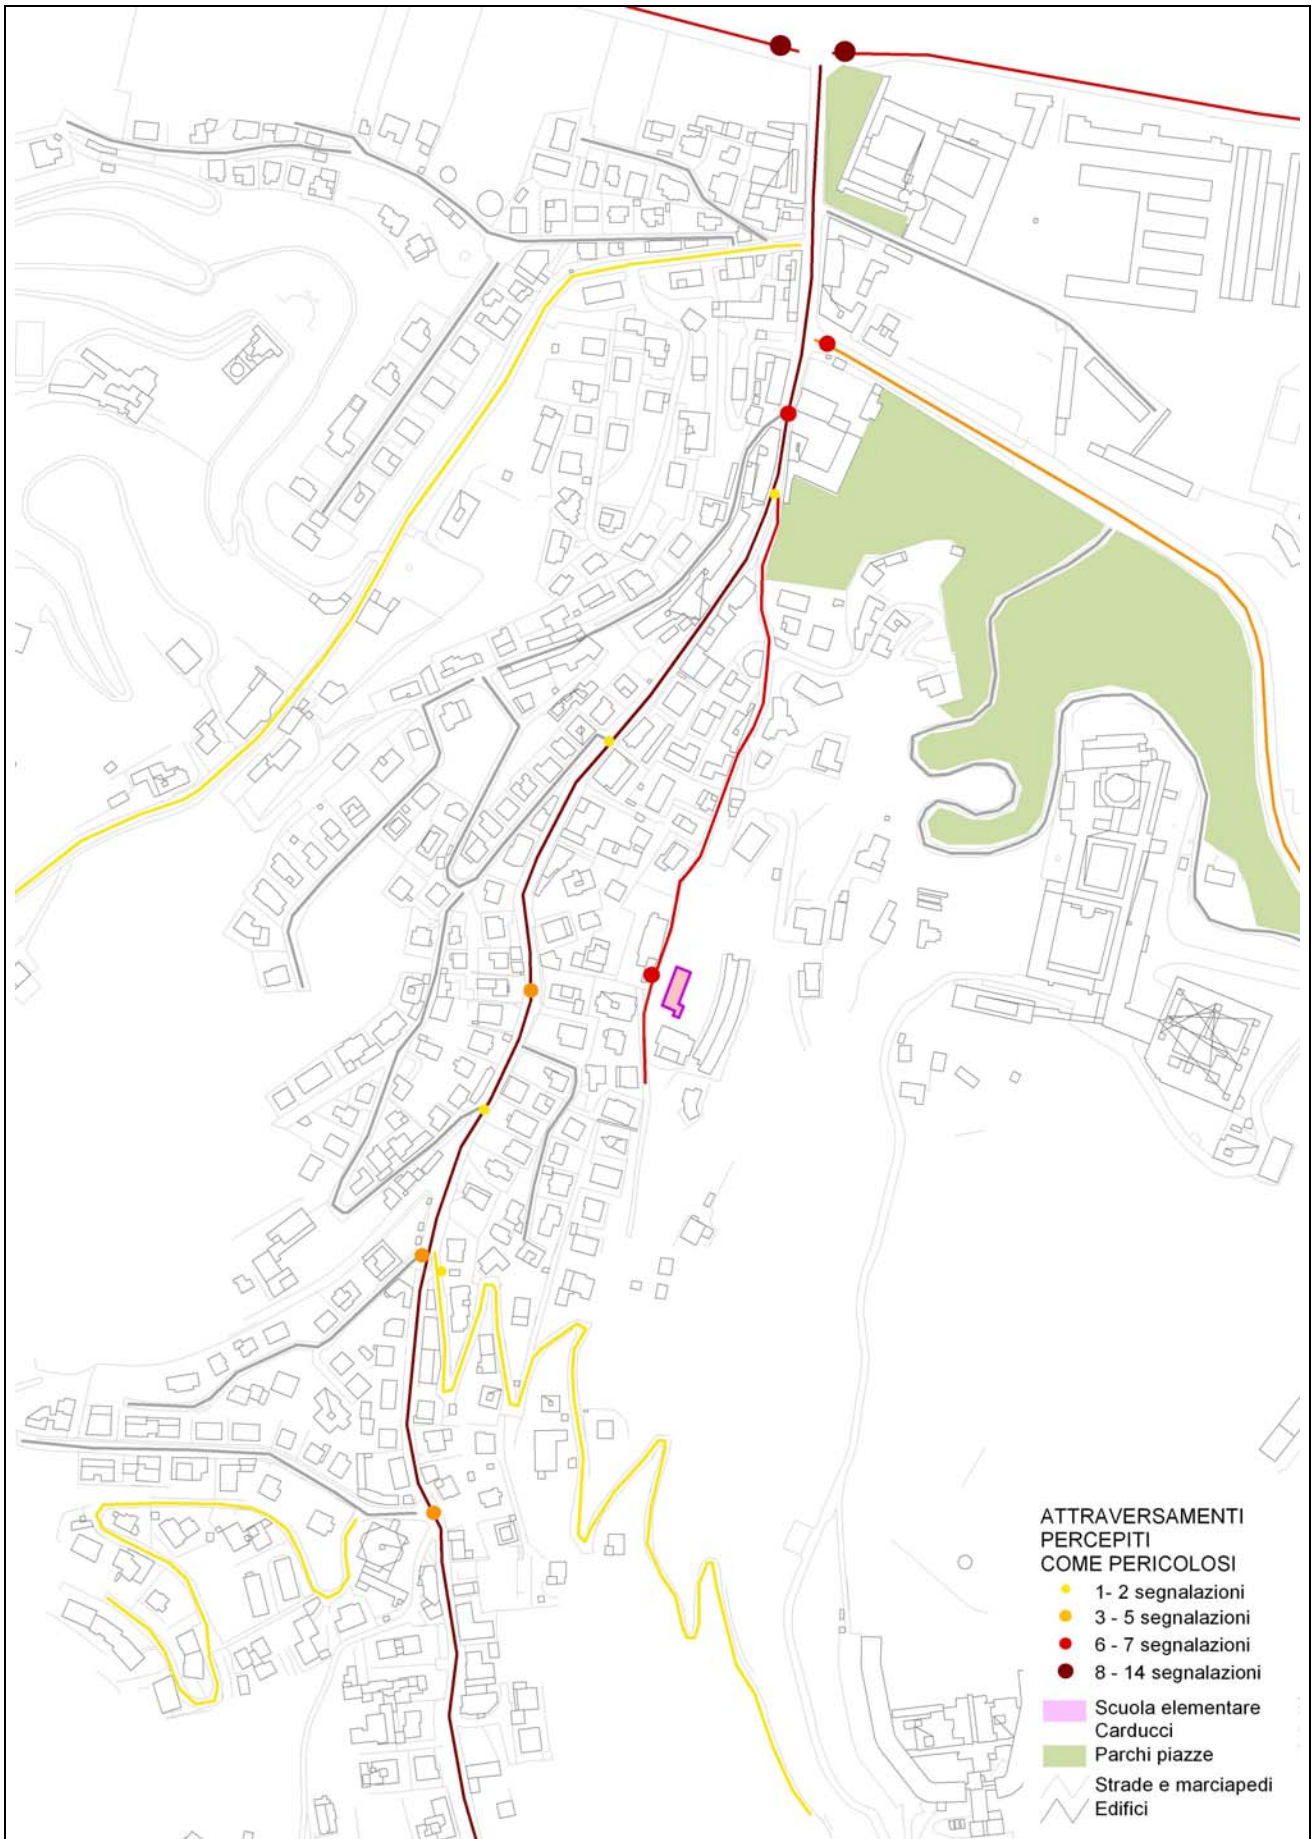 ATTRAVERSAMENTI
PERCEPITI
COME PERICOLOSI
1- 2 segnalazioni
3 - 5 segnalazioni
6 - 7 segnalazioni
8 - 14 segnalazioni
Scuola elementare
Carducci
Parchi piazze
Strade e marciapedi
Edifici